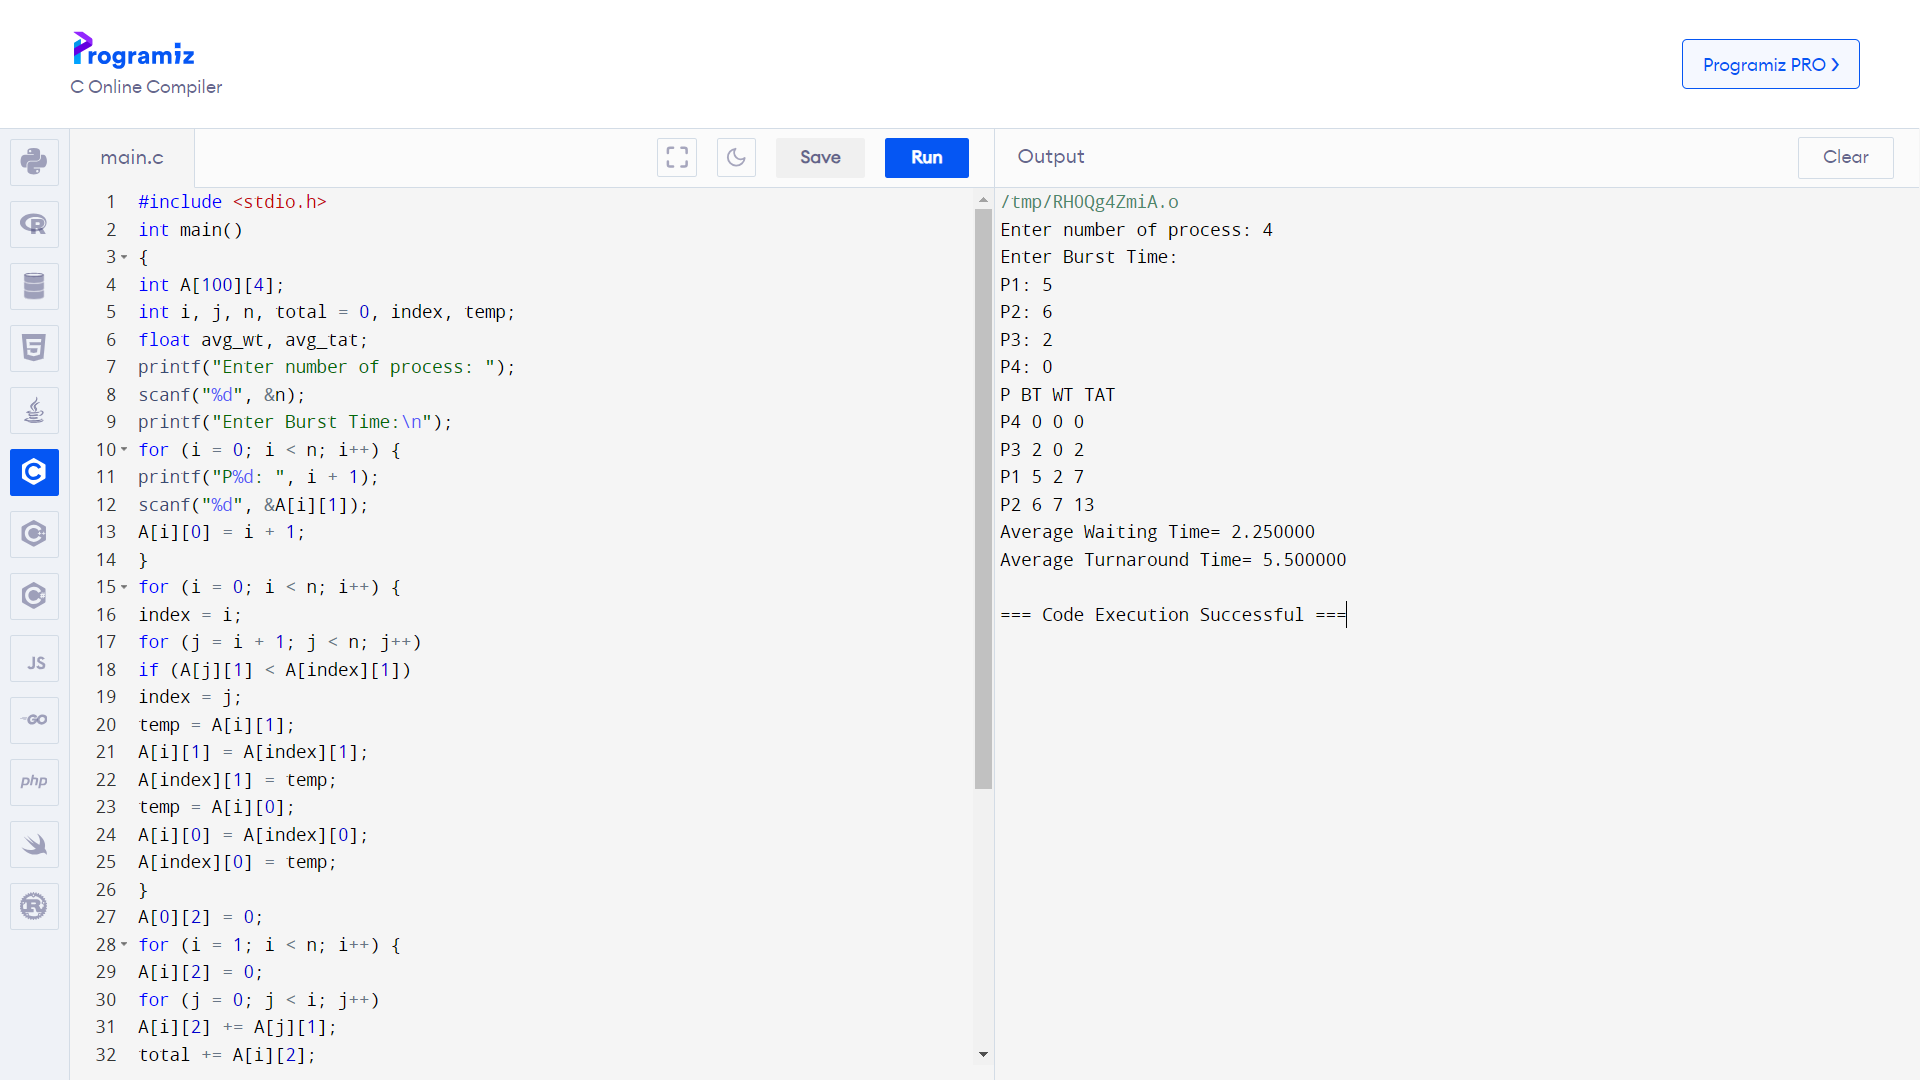 Programiz
C Online Compiler
Programiz PRO
main.c
Save
Run
Output
Clear
1 #include <stdio.h>
2 int main()
3 {
4 int A[100][4];
5 int i, j, n, total = 0, index, temp;
6 float avg_wt, avg_tat;
7 printf("Enter number of process: ");
8 scanf("%d", &n);
9 printf("Enter Burst Time:\n");
10 for (i = 0; i < n; i++) {
11 printf("P%d: ", i + 1);
12 scanf("%d", &A[i][1]);
13 A[i][0] = i + 1;
14 }
15 for (i = 0; i < n; i++) {
16 index = i;
17 for (j = i + 1; j < n; j++)
18 if (A[j][1] < A[index][1])
19 index = j;
20 temp = A[i][1];
21 A[i][1] = A[index][1];
22 A[index][1] = temp;
23 temp = A[i][0];
24 A[i][0] = A[index][0];
25 A[index][0] = temp;
26 }
27 A[0][2] = 0;
28 for (i = 1; i < n; i++) {
29 A[i][2] = 0;
30 for (j = 0; j < i; j++)
31 A[i][2] += A[j][1];
32 total += A[i][2];
/tmp/RH0Qg4ZmiA.o
Enter number of process: 4
Enter Burst Time:
P1: 5
P2: 6
P3: 2
P4: 0
P BT WT TAT
P4 0 0 0
P3 2 0 2
P1 5 2 7
P2 6 7 13
Average Waiting Time= 2.250000
Average Turnaround Time= 5.500000
=== Code Execution Successful ===
R
5
C
C
C
JS
GO
php
R